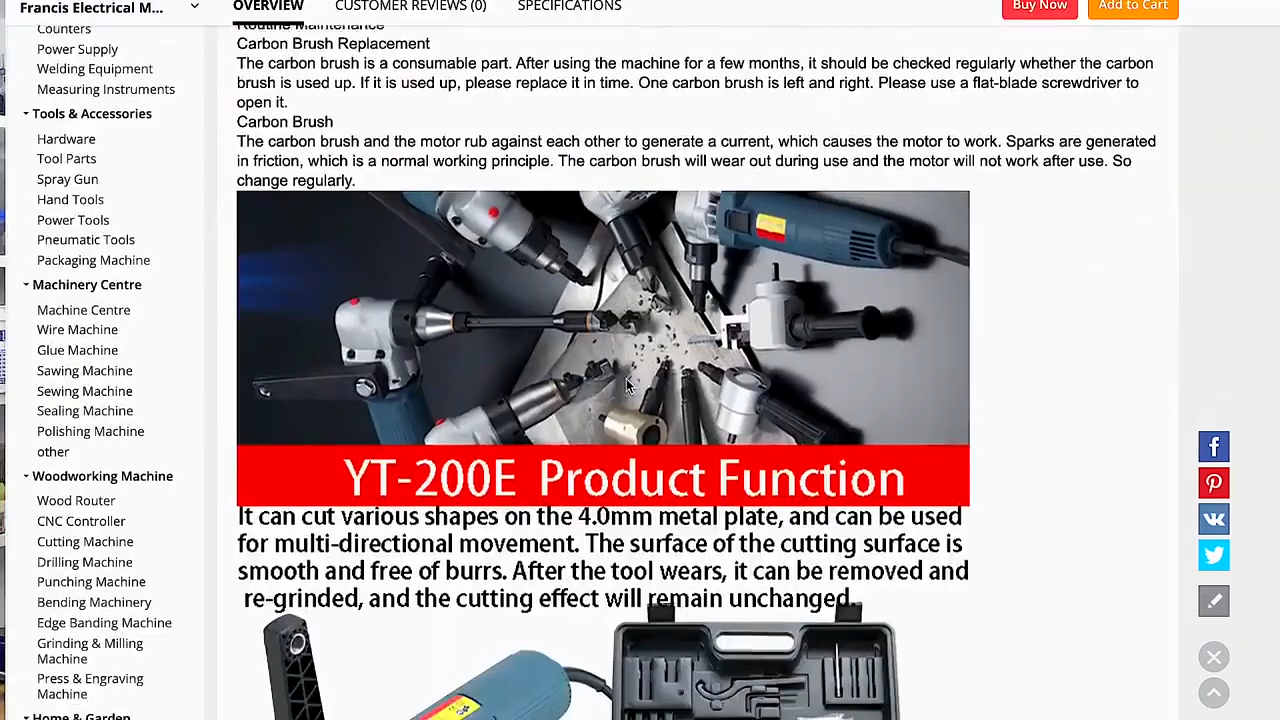 Francis Electrical M...
OVERVIEW
CUSTOMER REVIEWS (0)
SPECIFICATIONS
Buy Now
Add to Cart
Counters
Power Supply
Welding Equipment
Measuring Instruments
Tools & Accessories
Hardware
Tool Parts
Spray Gun
Hand Tools
Power Tools
Pneumatic Tools
Packaging Machine
Machinery Centre
Machine Centre
Wire Machine
Glue Machine
Sawing Machine
Sewing Machine
Sealing Machine
Polishing Machine
other
Woodworking Machine
Wood Router
CNC Controller
Cutting Machine
Drilling Machine
Punching Machine
Bending Machinery
Edge Banding Machine
Grinding & Milling
Machine
Press & Engraving
Machine
Home & Garden
Routine Maintenance
Carbon Brush Replacement
The carbon brush is a consumable part. After using the machine for a few months, it should be checked regularly whether the carbon
brush is used up. If it is used up, please replace it in time. One carbon brush is left and right. Please use a flat-blade screwdriver to
open it.
Carbon Brush
The carbon brush and the motor rub against each other to generate a current, which causes the motor to work. Sparks are generated
in friction, which is a normal working principle. The carbon brush will wear out during use and the motor will not work after use. So
change regularly.
YT-200E Product Function
It can cut various shapes on the 4.0mm metal plate, and can be used
for multi-directional movement. The surface of the cutting surface is
smooth and free of burrs. After the tool wears, it can be removed and
re-grinded, and the cutting effect will remain unchanged.